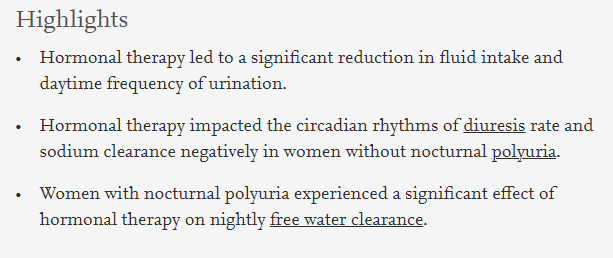 Highlights
• Hormonal therapy led to a significant reduction in fluid intake and
daytime frequency of urination.
• Hormonal therapy impacted the circadian rhythms of diuresis rate and
sodium clearance negatively in women without nocturnal polyuria.
• Women with nocturnal polyuria experienced a significant effect of
hormonal therapy on nightly free water clearance.